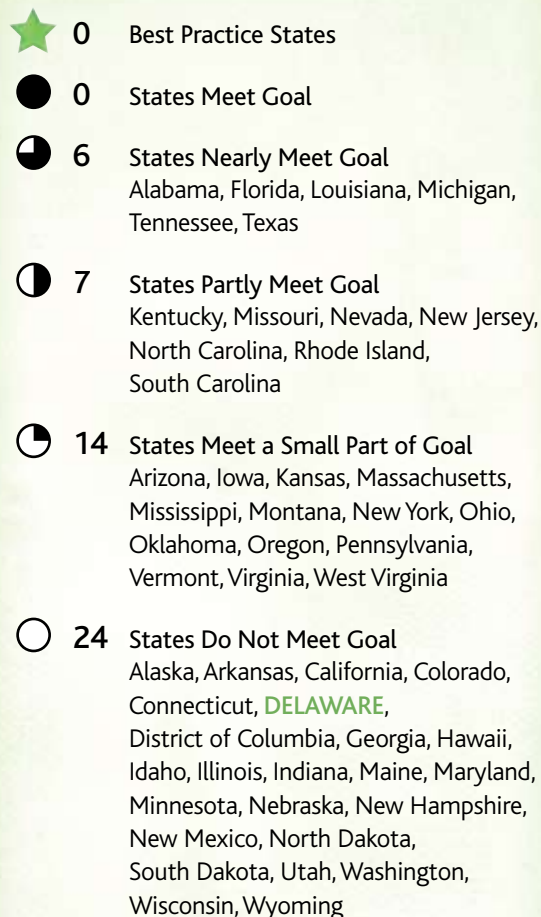 0 Best Practice States
0 States Meet Goal
6 States Nearly Meet Goal
Alabama, Florida, Louisiana, Michigan,
Tennessee, Texas
7 States Partly Meet Goal
Kentucky, Missouri, Nevada, New Jersey,
North Carolina, Rhode Island,
South Carolina
14 States Meet a Small Part of Goal
Arizona, Iowa, Kansas, Massachusetts,
Mississippi, Montana, New York, Ohio,
Oklahoma, Oregon, Pennsylvania,
Vermont, Virginia, West Virginia
24 States Do Not Meet Goal
Alaska, Arkansas, California, Colorado,
Connecticut, DELAWARE,
District of Columbia, Georgia, Hawaii,
Idaho, Illinois, Indiana, Maine, Maryland,
Minnesota, Nebraska, New Hampshire,
New Mexico, North Dakota,
South Dakota, Utah, Washington,
Wisconsin, Wyoming